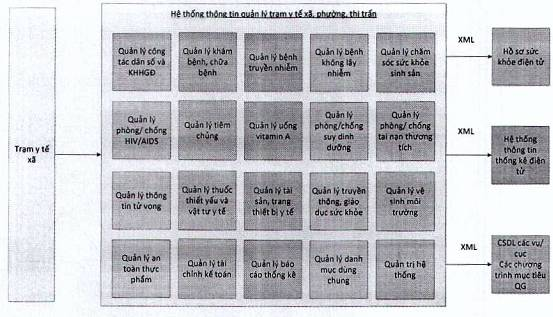 Hệ thống thông tin quản lý trạm y tế xã, phường, thị trấn
Trạm y tế
xã
Quản lý công
tác dân số và
KHHGĐ
Quản lý khám
bệnh, chữa
bệnh
Quản lý bệnh
truyền nhiễm
Quản lý bệnh
không lây
nhiễm
Quản lý chăm
sóc sức khỏe
sinh sản
XML
Hồ sơ sức
khỏe điện tử
Quản lý
phòng/ chống
HIV/AIDS
Quản lý tiêm
chủng
Quản lý uống
vitamin A
Quản lý
phòng/chống
suy dinh
dưỡng
Quản lý
phòng/ chống
tai nạn thương
tích
XML
Hệ thống
thông tin
thống kê điện
tử
Quản lý thông
tin tử vong
Quản lý thuốc
thiết yếu và
vật tư y tế
Quản lý tài
sản, trang
thiết bị y tế
Quản lý truyền
thông, giáo
dục sức khỏe
Quản lý vệ
sinh môi
trường
Quản lý an
toàn thực
phẩm
Quản lý tài
chính kế toán
Quản lý báo
cáo thống kê
Quản lý danh
mục dùng
chung
Quản trị hệ
thống
XML
CSDL các vụ/
cục
Các chương
trình mục tiêu
QG